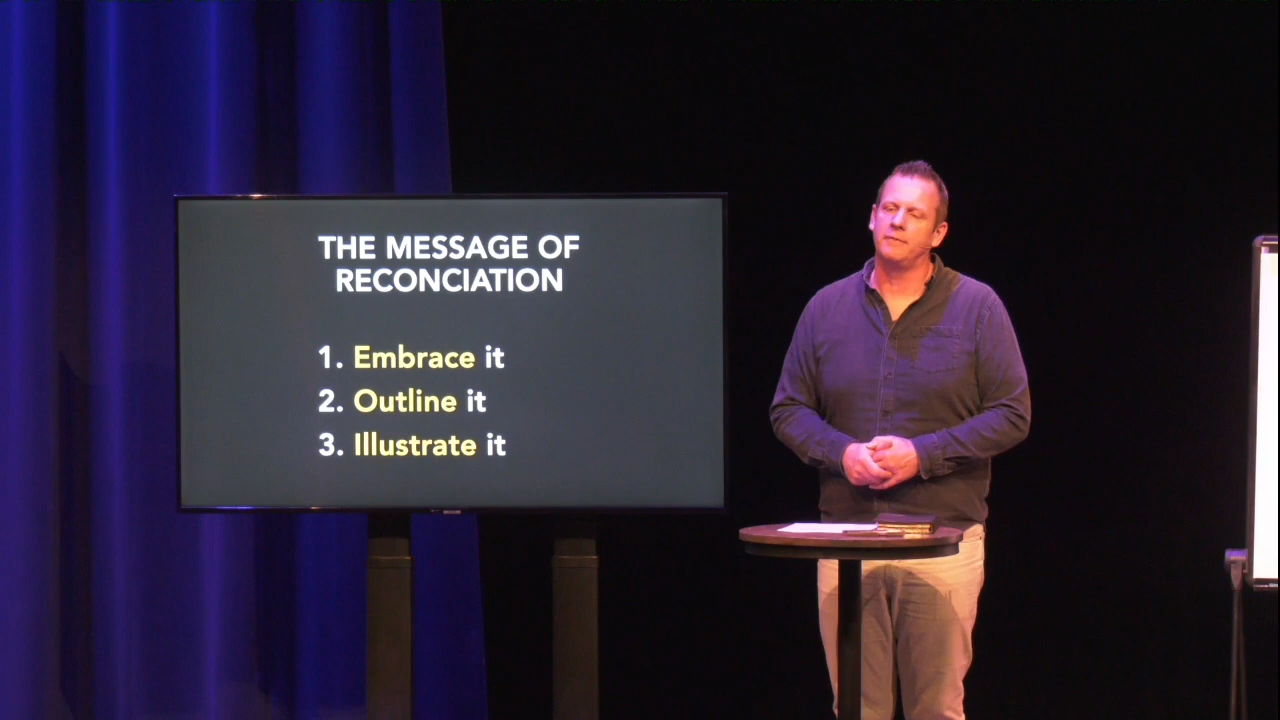 THE MESSAGE OF
RECONCIATION
1. Embrace it
2. Outline it
3. Illustrate it